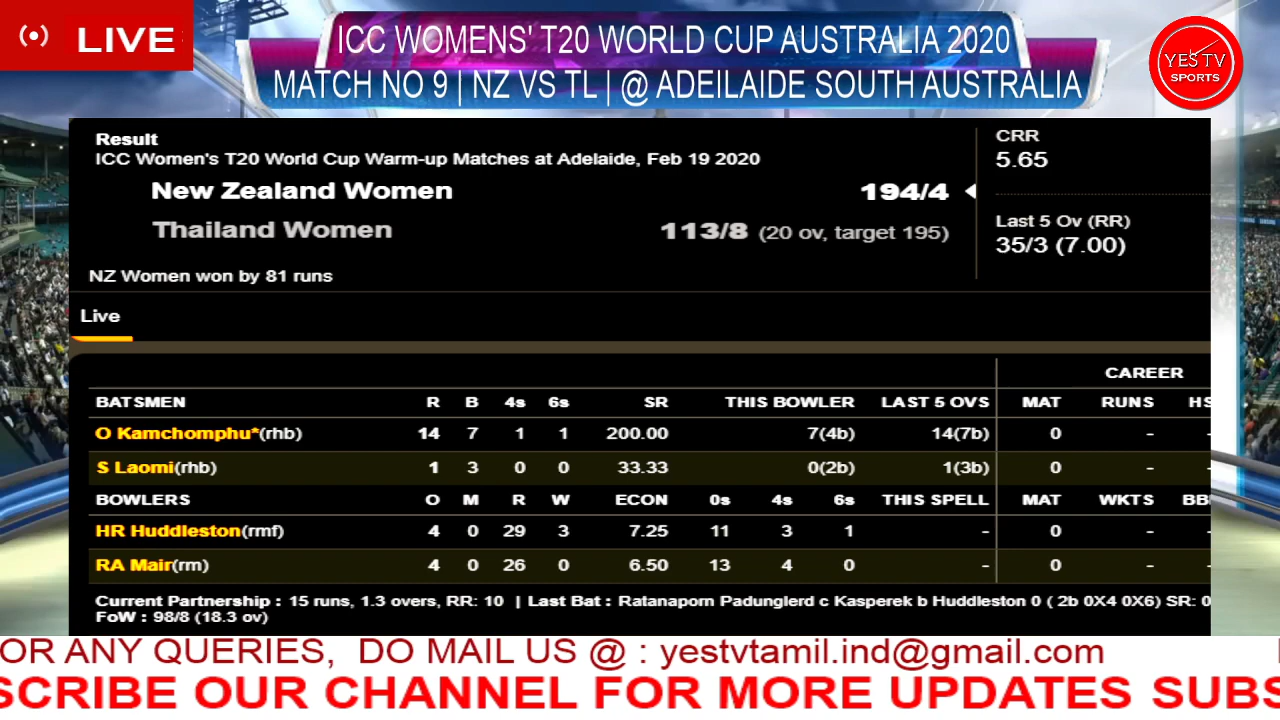 LIVE
ICC WOMENS' T20 WORLD CUP AUSTRALIA 2020
MATCH NO 9 | NZ VS TL | @ ADEILAIDE SOUTH AUSTRALIA
YES TV
SPORTS
Result
ICC Women's T20 World Cup Warm-up Matches at Adelaide, Feb 19 2020
New Zealand Women 194/4
Thailand Women 113/8 (20 ov, target 195)
NZ Women won by 81 runs
CRR
5.65
Last 5 Ov (RR)
35/3 (7.00)
Live
CAREER
BATSMEN R B 4s 6s SR THIS BOWLER LAST 5 OVS MAT RUNS HS
O Kamchomphu*(rhb) 14 7 1 1 200.00 7(4b) 14(7b) 0 - -
S Laomi(rhb) 1 3 0 0 33.33 0(2b) 1(3b) 0 - -
BOWLERS O M R W ECON 0s 4s 6s THIS SPELL MAT WKTS BB
HR Huddleston(rmf) 4 0 29 3 7.25 11 3 1 - 0 - -
RA Mair(rm) 4 0 26 0 6.50 13 4 0 - 0 - -
Current Partnership : 15 runs, 1.3 overs, RR: 10 | Last Bat : Ratanaporn Padunglerd c Kasperek b Huddleston 0 ( 2b 0X4 0X6) SR: 0
FoW : 98/8 (18.3 ov)
OR ANY QUERIES, DO MAIL US @ : yestvtamil.ind@gmail.com
SCRIBE OUR CHANNEL FOR MORE UPDATES SUBS